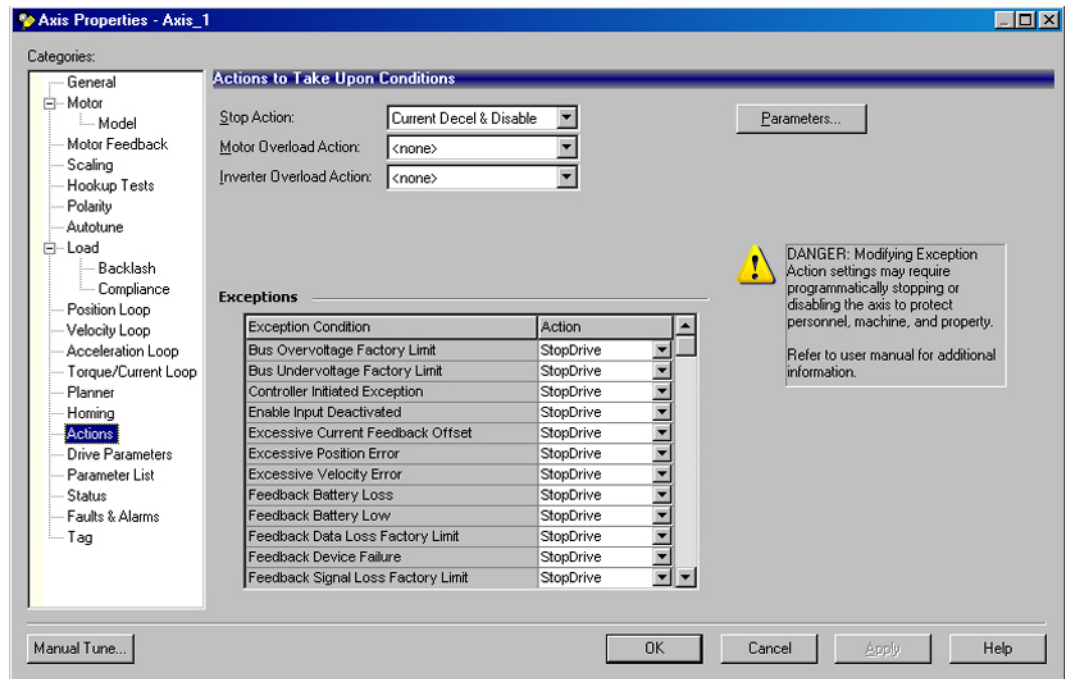 Axis Properties - Axis_1
Categories:
General
Motor
Model
Motor Feedback
Scaling
Hookup Tests
Polarity
Autotune
Load
Backlash
Compliance
Position Loop
Velocity Loop
Acceleration Loop
Torque/Current Loop
Planner
Homing
Actions
Drive Parameters
Parameter List
Status
Faults & Alarms
Tag
Actions to Take Upon Conditions
Stop Action: Current Decel & Disable
Parameters...
Motor Overload Action: <none>
Inverter Overload Action: <none>
DANGER: Modifying Exception
Action settings may require
programmatically stopping or
disabling the axis to protect
personnel, machine, and property.
Refer to user manual for additional
information.
Exceptions
Exception Condition Action
Bus Overvoltage Factory Limit StopDrive
Bus Undervoltage Factory Limit StopDrive
Controller Initiated Exception StopDrive
Enable Input Deactivated StopDrive
Excessive Current Feedback Offset StopDrive
Excessive Position Error StopDrive
Excessive Velocity Error StopDrive
Feedback Battery Loss StopDrive
Feedback Battery Low StopDrive
Feedback Data Loss Factory Limit StopDrive
Feedback Device Failure StopDrive
Feedback Signal Loss Factory Limit StopDrive
Manual Tune... OK Cancel Apply Help